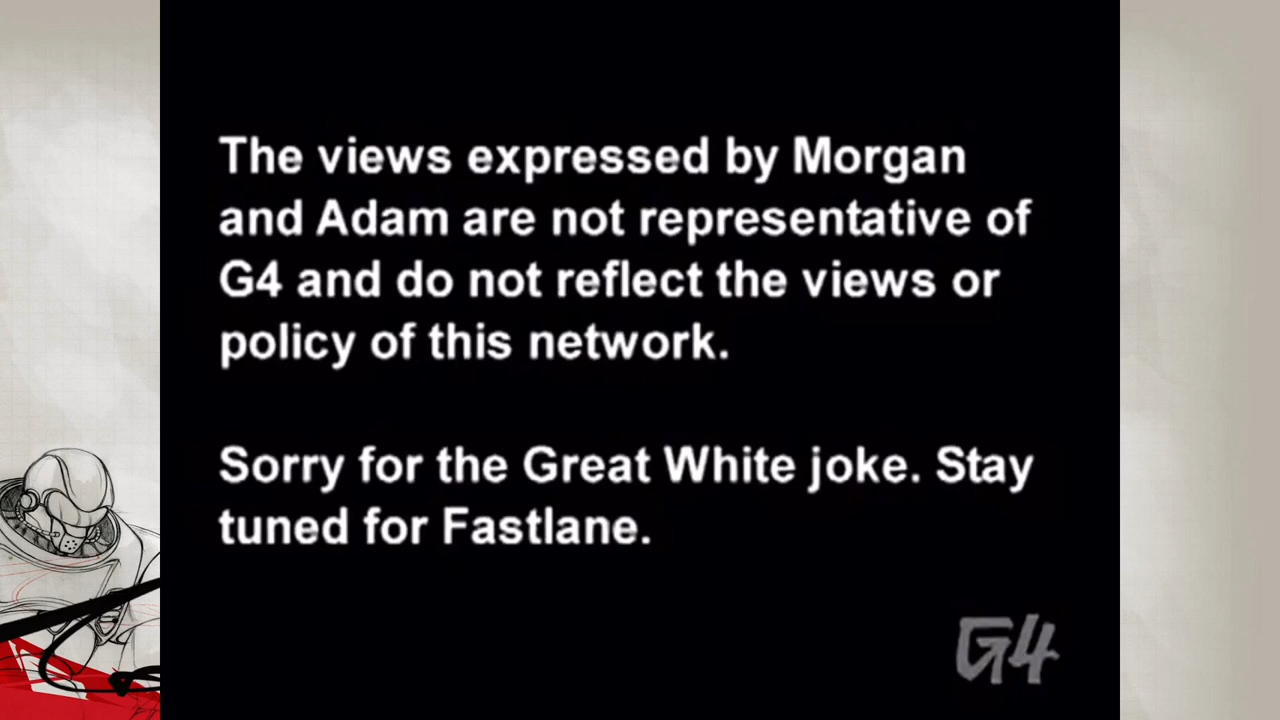 The views expressed by Morgan
and Adam are not representative of
G4 and do not reflect the views or
policy of this network.
Sorry for the Great White joke. Stay
tuned for Fastlane.
G4